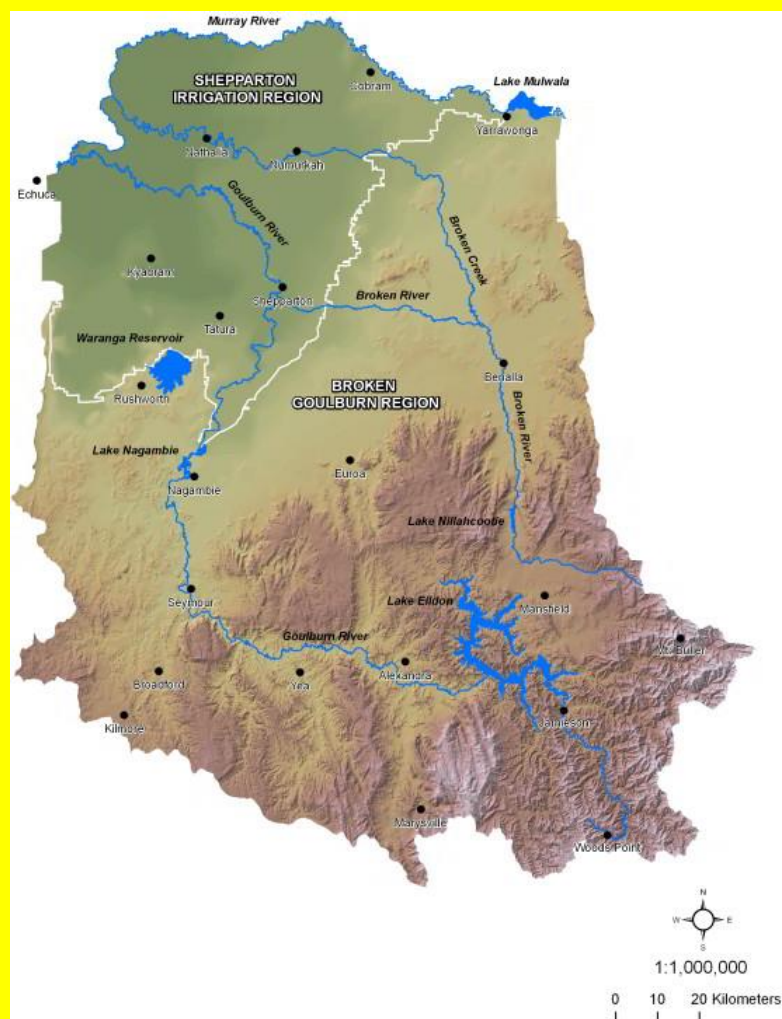 Murray River
SHEPPARTON
IRRIGATION REGION
Cobram
Lake Mulwala
Yarrawonga
Nathalia
Numurkah
Echuca
Goulburn River
Broken Creek
Kyabram
Shepparton
Broken River
Tatura
Waranga Reservoir
Rushworth
Benalla
BROKEN
GOULBURN REGION
Broken River
Lake Nagambie
Euroa
Nagambie
Lake Nillahcootie
Seymour
Lake Eildon
Mansfield
Mt. Buller
Goulburn River
Broadford
Yea
Alexandra
Jamieson
Kilmore
Marysville
Woods Point
N
W
E
S
1:1,000,000
0 10 20 Kilometers